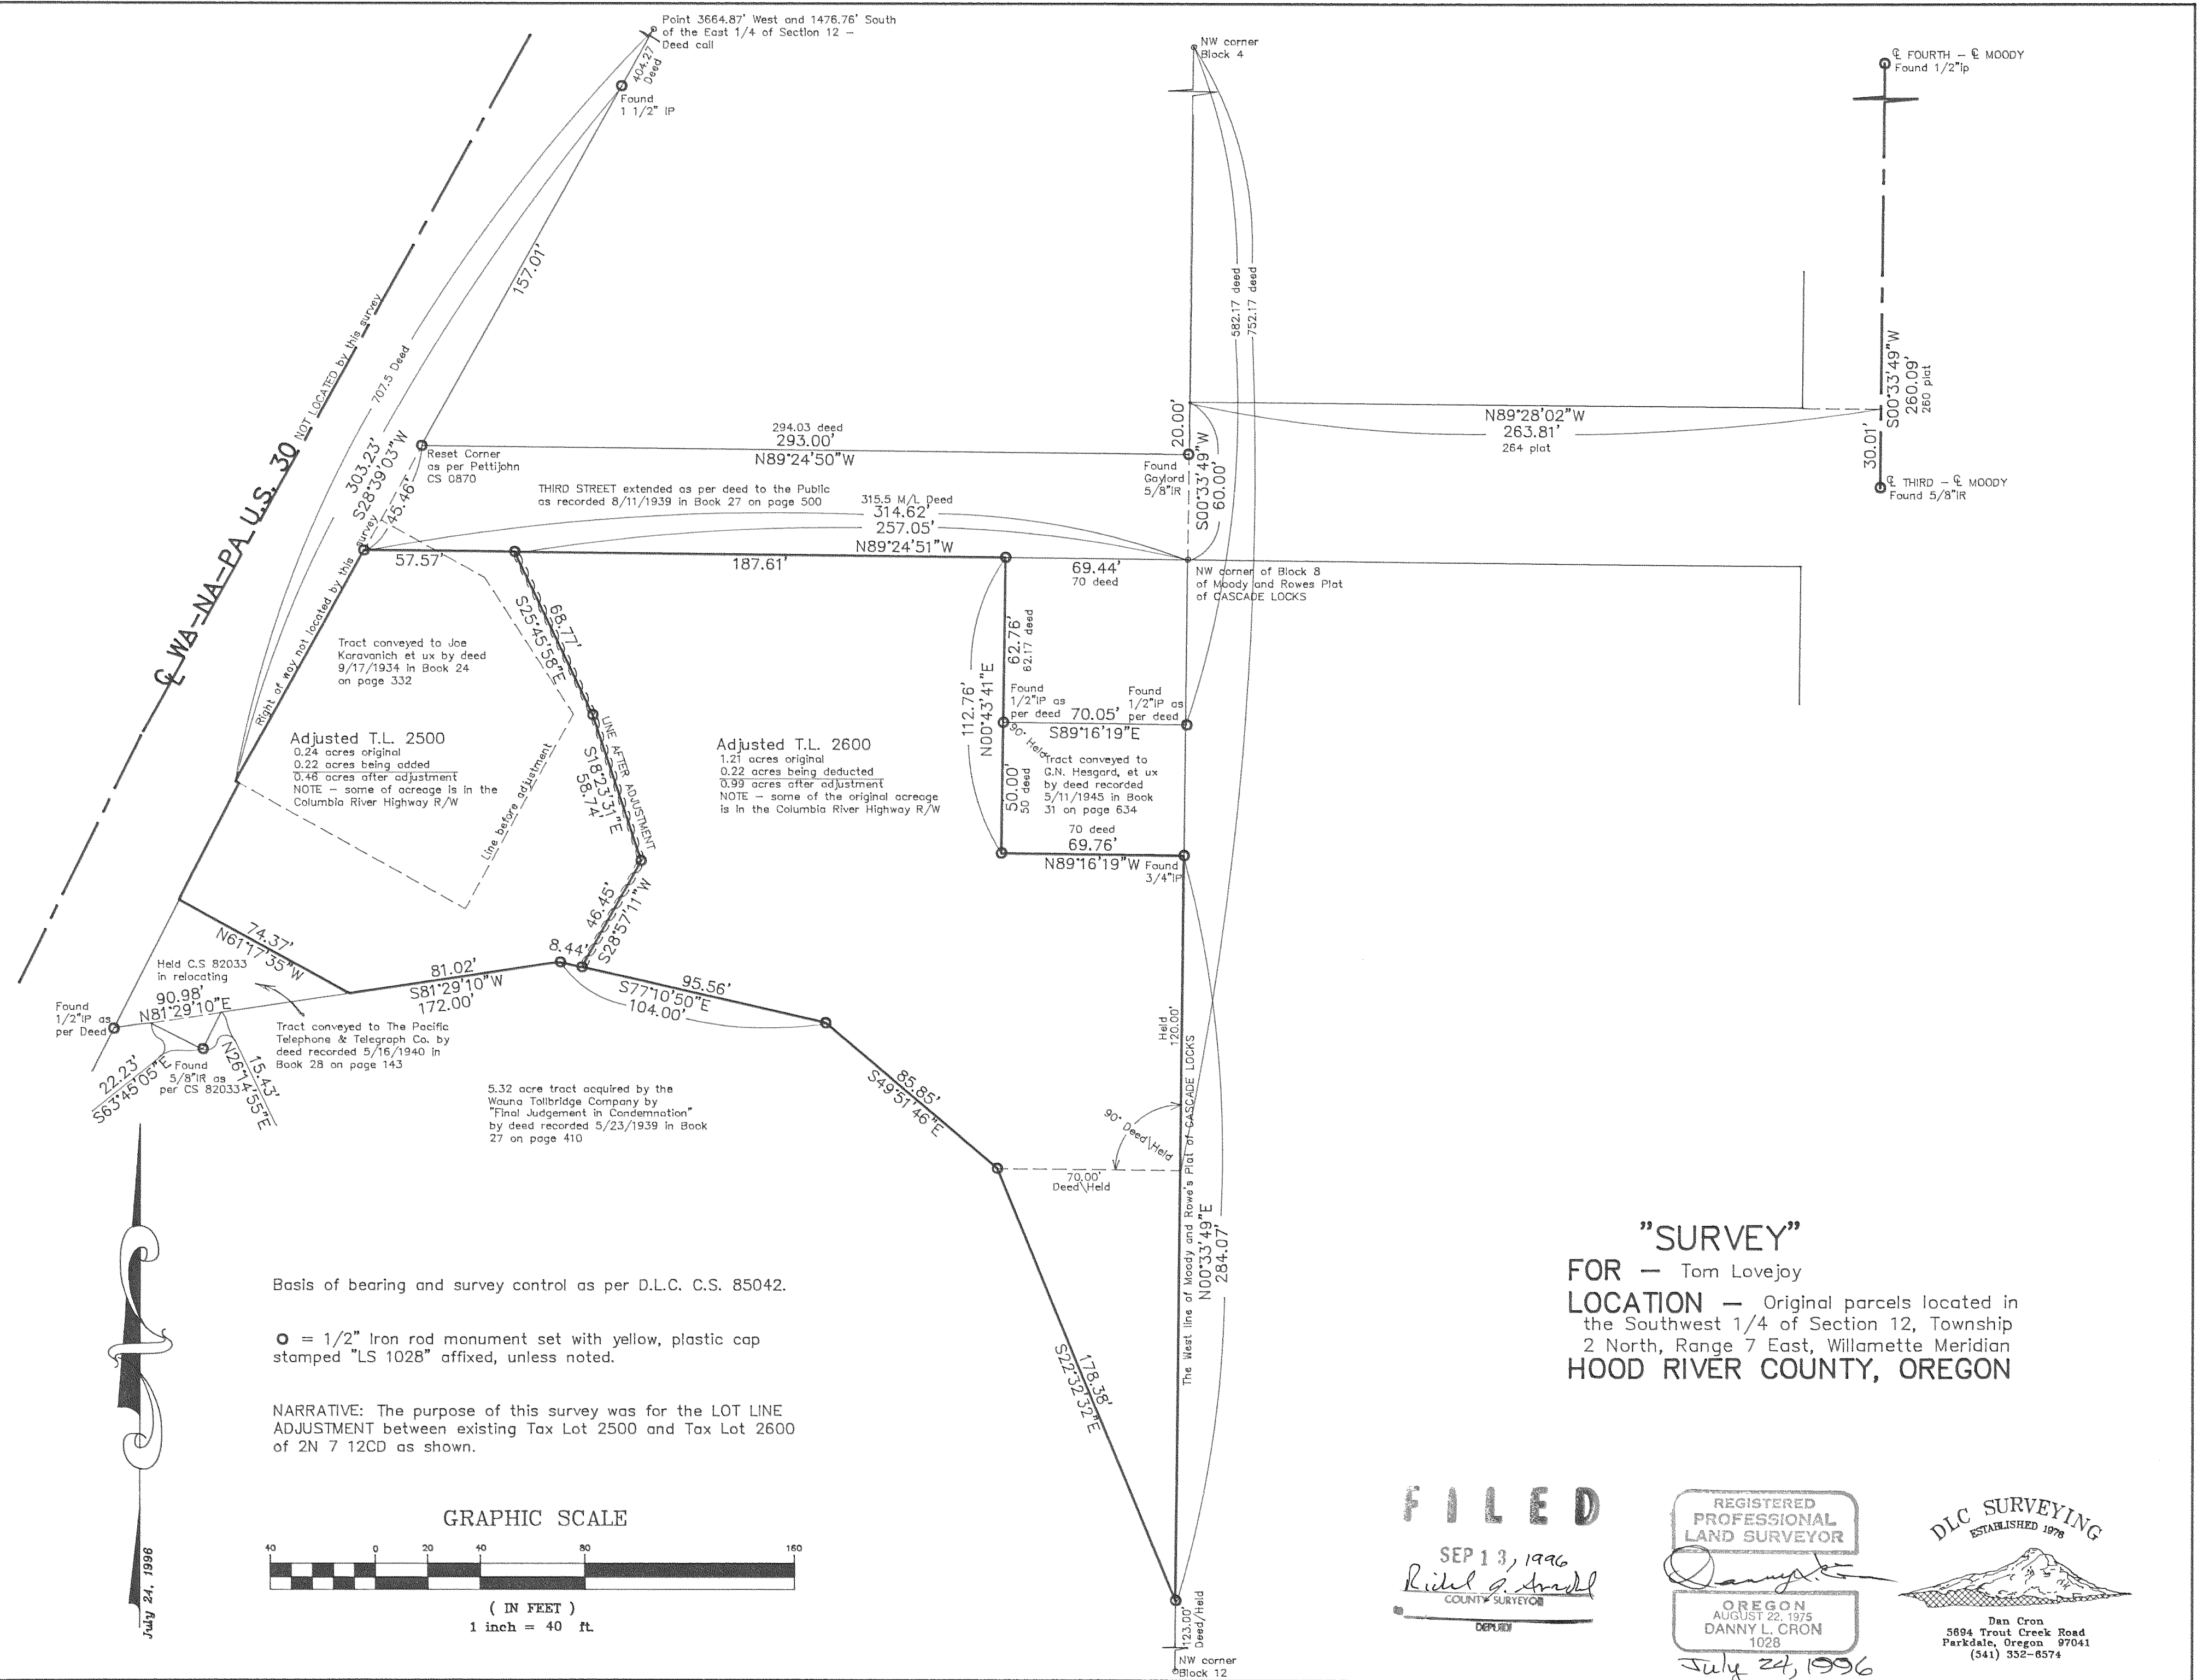 Point 3664.87' West and 1476.76' South
of the East 1/4 of Section 12 –
Deed call
404.27
Deed
Found
1 1/2" IP
NW corner
Block 4
℄ FOURTH – ℄ MOODY
Found 1/2"ip
157.01'
707.5 Deed
582.17 deed
752.17 deed
℄ WA-NA-PA U.S. 30 NOT LOCATED by this survey
303.23'
S28°39'03"W
45.46'
Reset Corner
as per Pettijohn
CS 0870
294.03 deed
293.00'
N89°24'50"W
Found
Gaylord
5/8"IR
20.00'
S00°33'49"W
60.00'
N89°28'02"W
263.81'
264 plat
S00°33'49"W
260.09'
260 plat
30.01'
℄ THIRD – ℄ MOODY
Found 5/8"IR
THIRD STREET extended as per deed to the Public
as recorded 8/11/1939 in Book 27 on page 500
315.5 M/L Deed
314.62'
257.05'
N89°24'51"W
57.57'
187.61'
69.44'
70 deed
NW corner of Block 8
of Moody and Rowes Plat
of CASCADE LOCKS
Right of way not located by this survey
Tract conveyed to Joe
Karavanich et ux by deed
9/17/1934 in Book 24
on page 332
68.77'
S25°45'58"E
62.76'
62.17 deed
112.76'
N00°43'41"E
Found
1/2"IP as
per deed
Found
1/2"IP as
per deed
70.05'
S89°16'19"E
90° Held
Adjusted T.L. 2500
0.24 acres original
0.22 acres being added
0.46 acres after adjustment
NOTE – some of acreage is in the
Columbia River Highway R/W
Line before adjustment
LINE AFTER ADJUSTMENT
S18°23'31"E
58.74'
Adjusted T.L. 2600
1.21 acres original
0.22 acres being deducted
0.99 acres after adjustment
NOTE – some of the original acreage
is in the Columbia River Highway R/W
50.00'
50 deed
Tract conveyed to
G.N. Hesgard, et ux
by deed recorded
5/11/1945 in Book
31 on page 634
70 deed
69.76'
N89°16'19"W
Found
3/4"IP
46.45'
S28°57'11"W
8.44'
74.37'
N61°17'35"W
Held C.S 82033
in relocating
90.98'
N81°29'10"E
81.02'
S81°29'10"W
172.00'
95.56'
S77°10'50"E
104.00'
Found
1/2"IP as
per Deed
22.23'
S63°45'05"E
Found
5/8"IR as
per CS 82033
15.43'
N26°14'55"E
Tract conveyed to The Pacific
Telephone & Telegraph Co. by
deed recorded 5/16/1940 in
Book 28 on page 143
5.32 acre tract acquired by the
Wauna Tollbridge Company by
"Final Judgement in Condemnation"
by deed recorded 5/23/1939 in Book
27 on page 410
85.85'
S49°51'46"E
Held
120.00'
90° Deed\Held
70.00'
Deed\Held
The West line of Moody and Rowe's Plat of CASCADE LOCKS
N00°33'49"E
284.07'
178.38'
S22°32'32"E
123.00'
Deed/Held
NW corner
Block 12
Basis of bearing and survey control as per D.L.C. C.S. 85042.
O = 1/2" Iron rod monument set with yellow, plastic cap
stamped "LS 1028" affixed, unless noted.
NARRATIVE: The purpose of this survey was for the LOT LINE
ADJUSTMENT between existing Tax Lot 2500 and Tax Lot 2600
of 2N 7 12CD as shown.
GRAPHIC SCALE
40 0 20 40 80 160
( IN FEET )
1 inch = 40 ft.
July 24, 1996
"SURVEY"
FOR – Tom Lovejoy
LOCATION – Original parcels located in
the Southwest 1/4 of Section 12, Township
2 North, Range 7 East, Willamette Meridian
HOOD RIVER COUNTY, OREGON
FILED
SEP 13, 1996
COUNTY SURVEYOR
DEPUTY
REGISTERED
PROFESSIONAL
LAND SURVEYOR
OREGON
AUGUST 22, 1975
DANNY L. CRON
1028
July 24, 1996
DLC SURVEYING
ESTABLISHED 1978
Dan Cron
5694 Trout Creek Road
Parkdale, Oregon 97041
(541) 352-6574